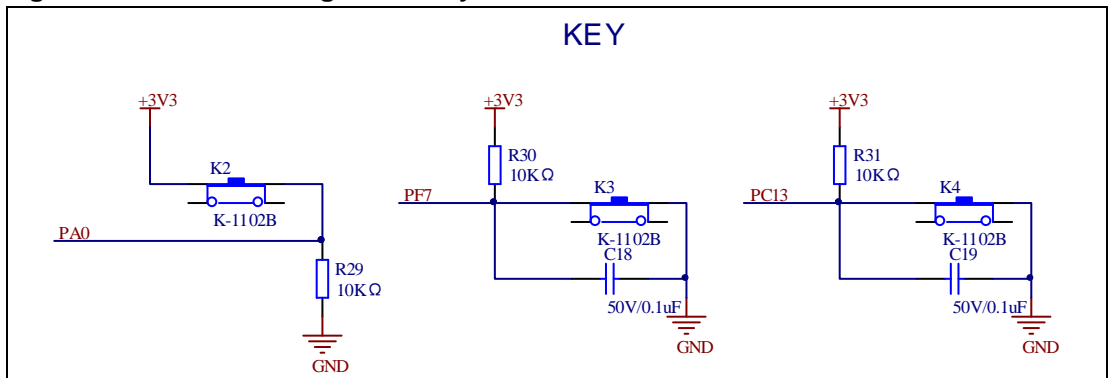 KEY
+3V3
K2
K-1102B
PA0
R29
10KΩ
GND
+3V3
R30
10KΩ
PF7
K3
K-1102B
C18
50V/0.1uF
GND
+3V3
R31
10KΩ
PC13
K4
K-1102B
C19
50V/0.1uF
GND